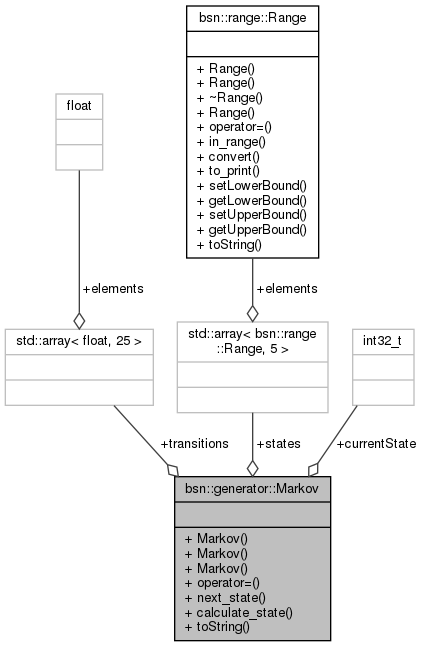 bsn::range::Range
+ Range()
+ Range()
+ ~Range()
+ Range()
+ operator=()
+ in_range()
+ convert()
+ to_print()
+ setLowerBound()
+ getLowerBound()
+ setUpperBound()
+ getUpperBound()
+ toString()
float
+elements
+elements
std::array< float, 25 >
std::array< bsn::range
::Range, 5 >
int32_t
+transitions
+states
+currentState
bsn::generator::Markov
+ Markov()
+ Markov()
+ Markov()
+ operator=()
+ next_state()
+ calculate_state()
+ toString()